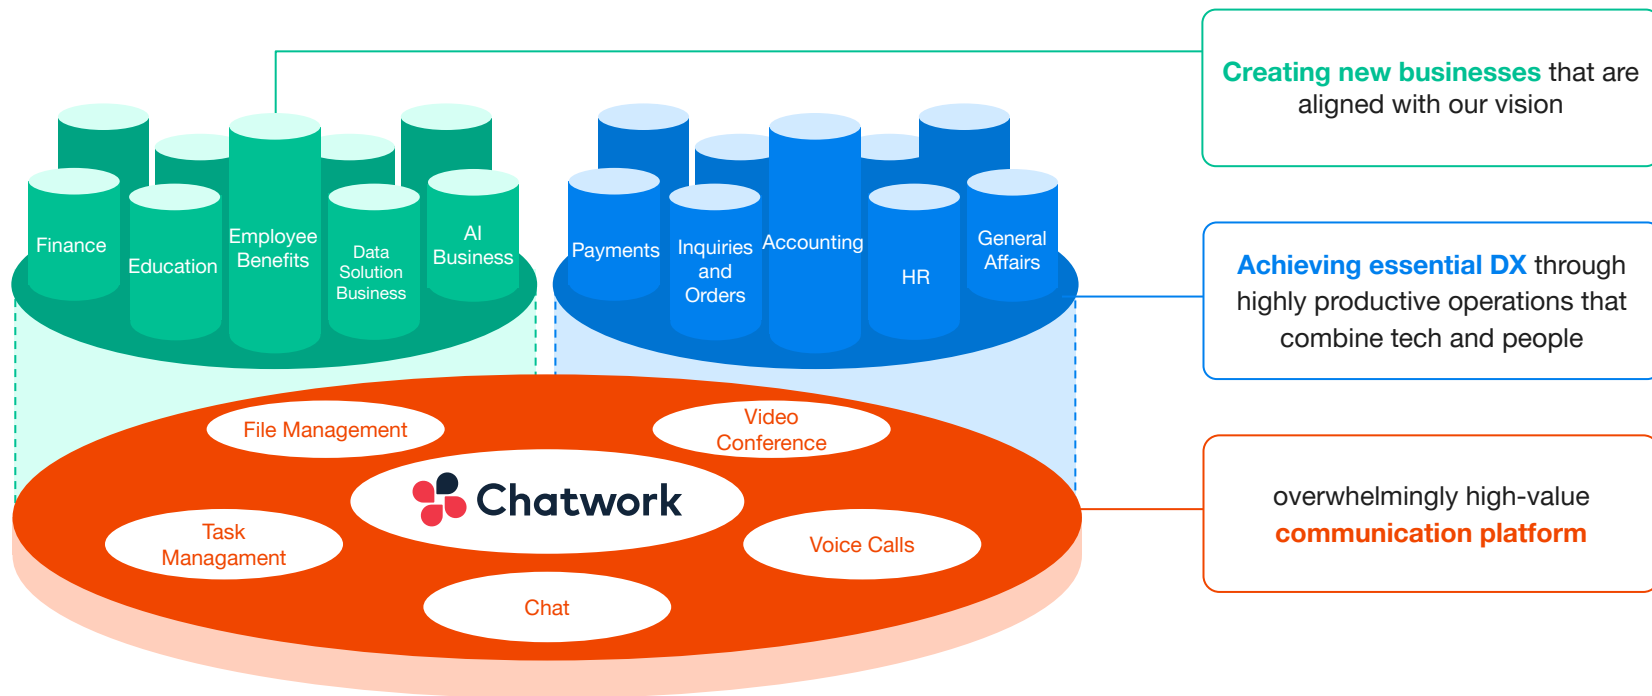 Creating new businesses that are
aligned with our vision
Finance
Education
Employee
Benefits
Data
Solution
Business
AI
Business
Payments
Inquiries
and
Orders
Accounting
HR
General
Affairs
Achieving essential DX through
highly productive operations that
combine tech and people
File Management
Video
Conference
Chatwork
Task
Managament
Voice Calls
Chat
overwhelmingly high-value
communication platform